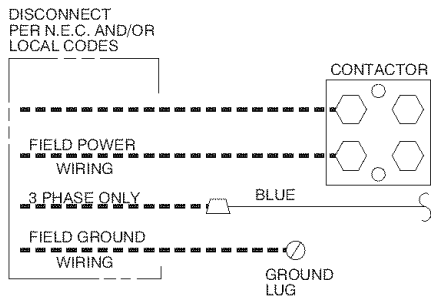 DISCONNECT
PER N.E.C. AND/OR
LOCAL CODES
CONTACTOR
FIELD POWER
WIRING
3 PHASE ONLY
BLUE
FIELD GROUND
WIRING
GROUND
LUG